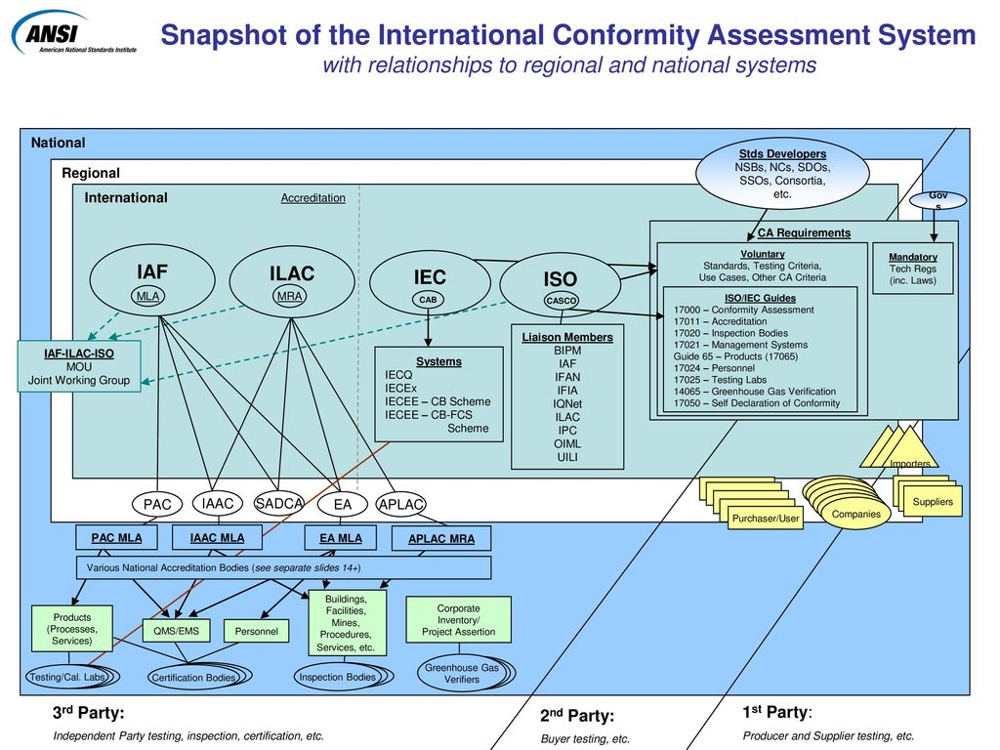 ANSI
American National Standards Institute
Snapshot of the International Conformity Assessment System
with relationships to regional and national systems
National
Regional
International
Accreditation
Stds Developers
NSBs, NCs, SDOs,
SSOs, Consortia,
etc.
Gov
s
CA Requirements
Voluntary
Standards, Testing Criteria,
Use Cases, Other CA Criteria
Mandatory
Tech Regs
(inc. Laws)
ISO/IEC Guides
17000 – Conformity Assessment
17011 – Accreditation
17020 – Inspection Bodies
17021 – Management Systems
Guide 65 – Products (17065)
17024 – Personnel
17025 – Testing Labs
14065 – Greenhouse Gas Verification
17050 – Self Declaration of Conformity
IAF
MLA
ILAC
MRA
IEC
CAB
ISO
CASCO
IAF-ILAC-ISO
MOU
Joint Working Group
Systems
IECQ
IECEx
IECEE – CB Scheme
IECEE – CB-FCS
Scheme
Liaison Members
BIPM
IAF
IFAN
IFIA
IQNet
ILAC
IPC
OIML
UILI
Importers
Suppliers
Purchaser/User
Companies
PAC
IAAC
SADCA
EA
APLAC
PAC MLA
IAAC MLA
EA MLA
APLAC MRA
Various National Accreditation Bodies (see separate slides 14+)
Products
(Processes,
Services)
QMS/EMS
Personnel
Buildings,
Facilities,
Mines,
Procedures,
Services, etc.
Corporate
Inventory/
Project Assertion
Testing/Cal. Labs
Certification Bodies
Inspection Bodies
Greenhouse Gas
Verifiers
3rd Party:
Independent Party testing, inspection, certification, etc.
2nd Party:
Buyer testing, etc.
1st Party:
Producer and Supplier testing, etc.